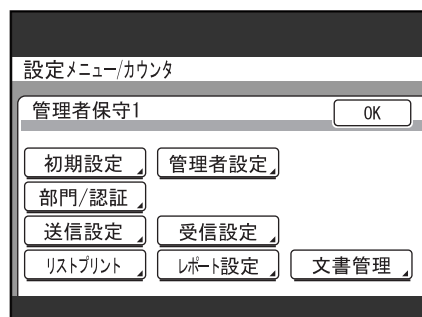 設定メニュー/カウンタ
管理者保守1 OK
初期設定 管理者設定
部門/認証
送信設定 受信設定
リストプリント レポート設定 文書管理